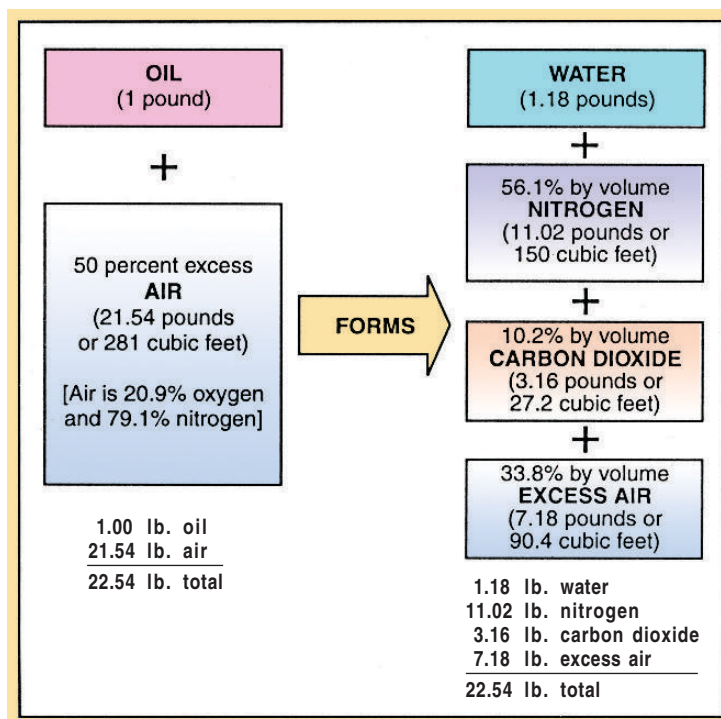 OIL
(1 pound)
+
50 percent excess
AIR
(21.54 pounds
or 281 cubic feet)
[Air is 20.9% oxygen
and 79.1% nitrogen]
1.00 lb. oil
21.54 lb. air
22.54 lb. total
FORMS
WATER
(1.18 pounds)
+
56.1% by volume
NITROGEN
(11.02 pounds or
150 cubic feet)
+
10.2% by volume
CARBON DIOXIDE
(3.16 pounds or
27.2 cubic feet)
+
33.8% by volume
EXCESS AIR
(7.18 pounds or
90.4 cubic feet)
1.18 lb. water
11.02 lb. nitrogen
3.16 lb. carbon dioxide
7.18 lb. excess air
22.54 lb. total